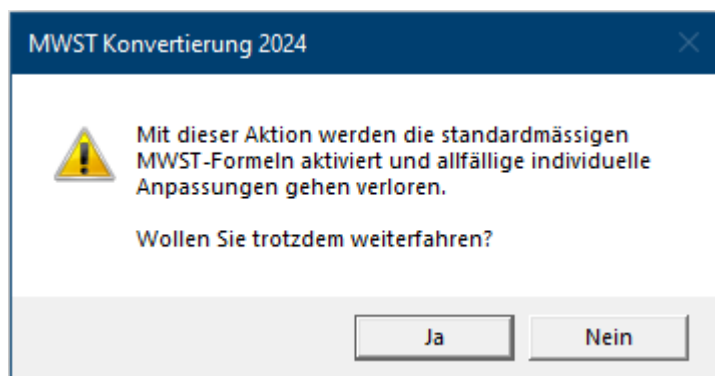 MWST Konvertierung 2024
Mit dieser Aktion werden die standardmässigen
MWST-Formeln aktiviert und allfällige individuelle
Anpassungen gehen verloren.
Wollen Sie trotzdem weiterfahren?
Ja
Nein